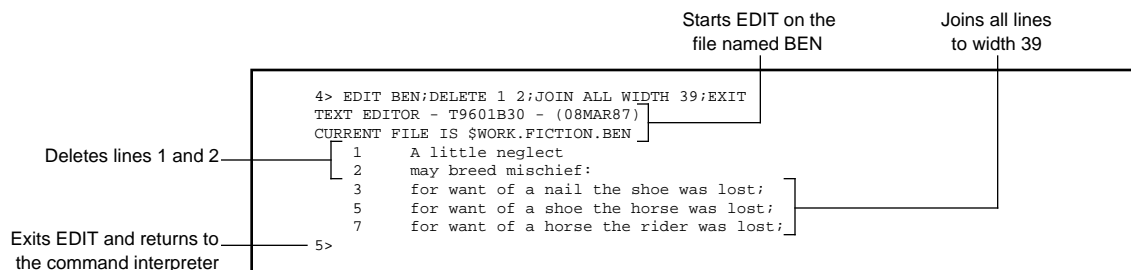 Starts EDIT on the
file named BEN
Joins all lines
to width 39
4> EDIT BEN;DELETE 1 2;JOIN ALL WIDTH 39;EXIT
TEXT EDITOR - T9601B30 - (08MAR87)
CURRENT FILE IS $WORK.FICTION.BEN
Deletes lines 1 and 2
1 A little neglect
2 may breed mischief:
3 for want of a nail the shoe was lost;
5 for want of a shoe the horse was lost;
7 for want of a horse the rider was lost;
Exits EDIT and returns to
the command interpreter
5>